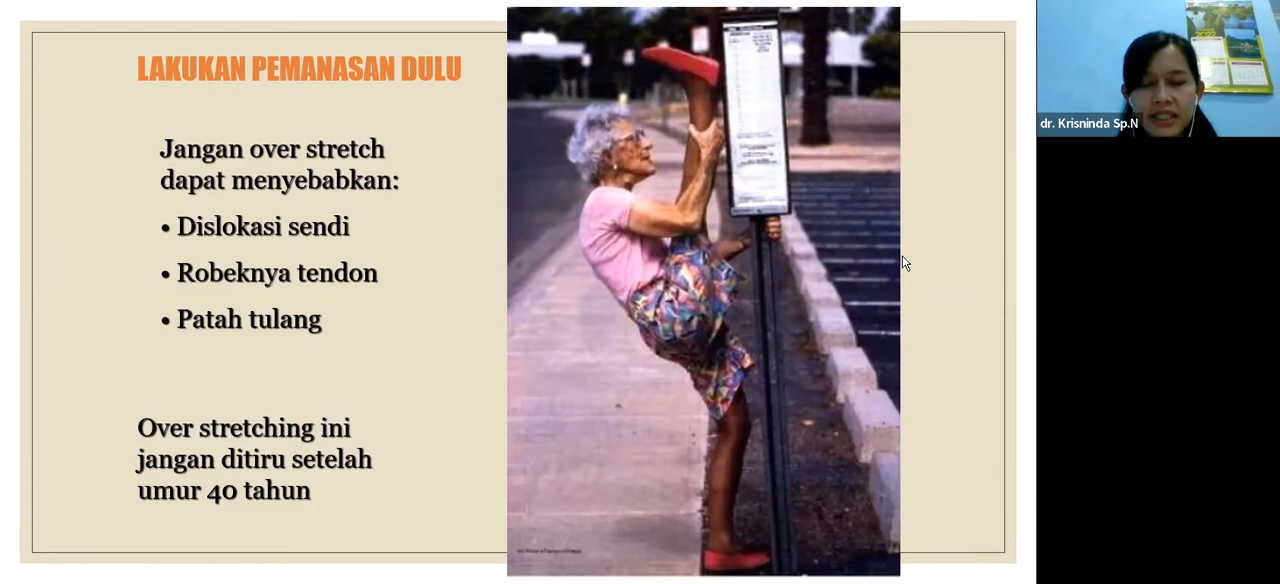 LAKUKAN PEMANASAN DULU
Jangan over stretch
dapat menyebabkan:
• Dislokasi sendi
• Robeknya tendon
• Patah tulang
Over stretching ini
jangan ditiru setelah
umur 40 tahun
2022
dr. Krisninda Sp.N